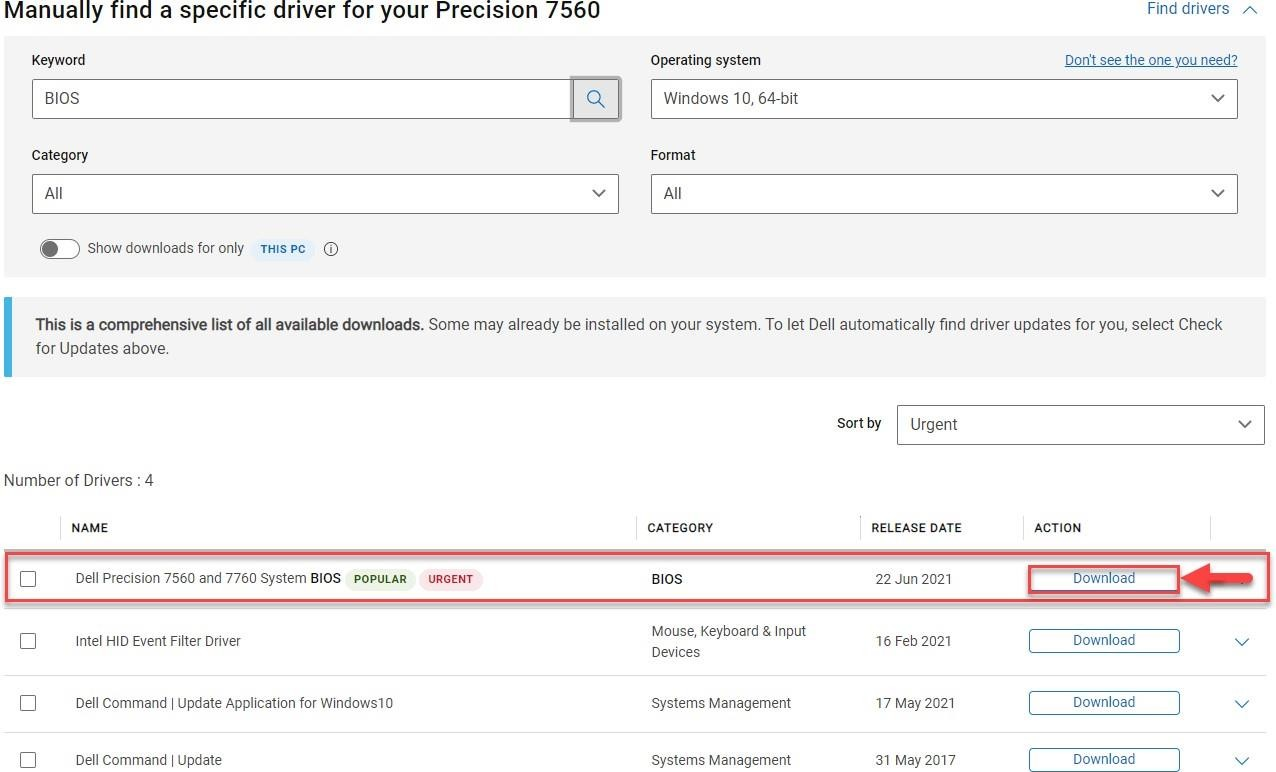 Manually find a specific driver for your Precision 7560
Find drivers
Keyword
BIOS
Operating system
Don't see the one you need?
Windows 10, 64-bit
Category
All
Format
All
Show downloads for only THIS PC
This is a comprehensive list of all available downloads. Some may already be installed on your system. To let Dell automatically find driver updates for you, select Check
for Updates above.
Sort by
Urgent
Number of Drivers : 4
NAME CATEGORY RELEASE DATE ACTION
Dell Precision 7560 and 7760 System BIOS POPULAR URGENT BIOS 22 Jun 2021 Download
Intel HID Event Filter Driver
Mouse, Keyboard & Input
Devices
16 Feb 2021 Download
Dell Command | Update Application for Windows10 Systems Management 17 May 2021 Download
Dell Command | Update Systems Management 31 May 2017 Download